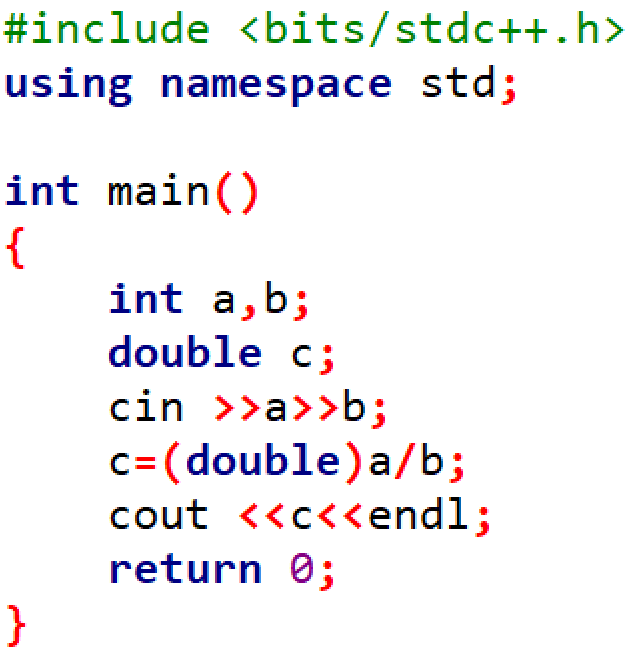 #include <bits/stdc++.h>
using namespace std;

int main()
{
    int a,b;
    double c;
    cin >>a>>b;
    c=(double)a/b;
    cout <<c<<endl;
    return 0;
}